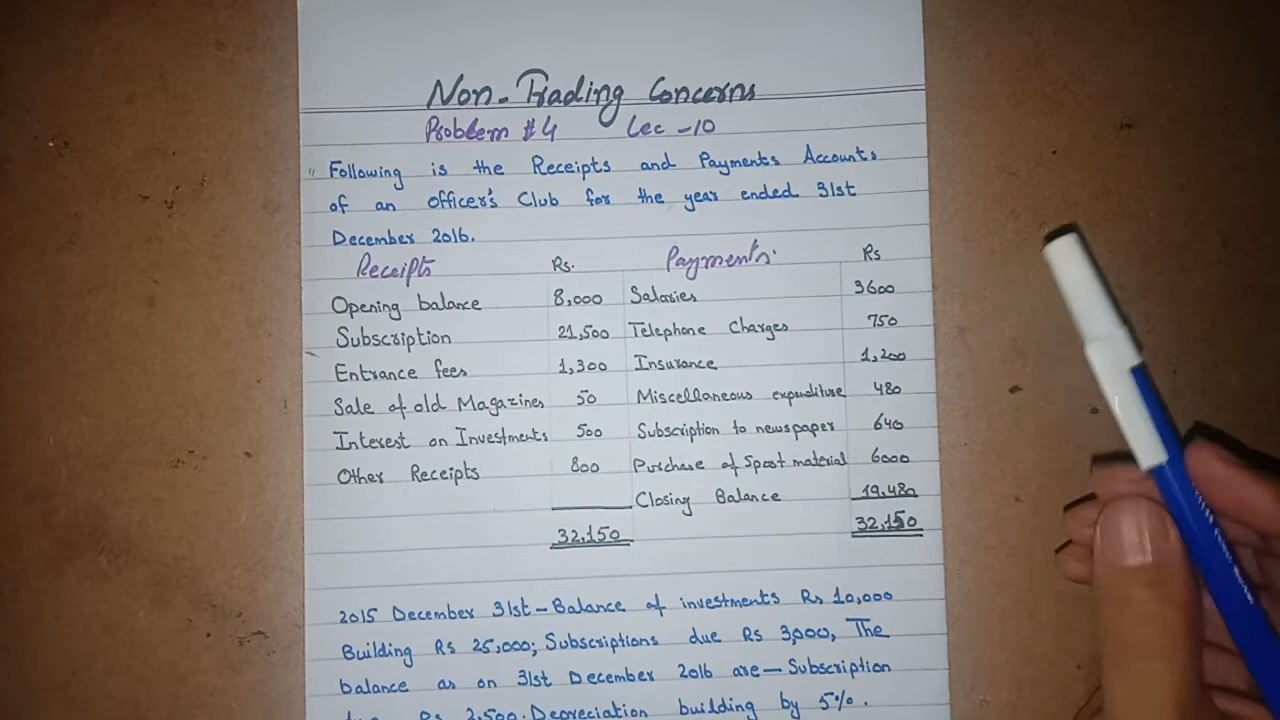 Non-Trading Concerns
Problem #4 Lec -10
" Following is the Receipts and Payments Accounts
of an officer's Club for the year ended 31st
December 2016.
Receipts Rs. Payments. Rs
Opening balance 8,000 Salaries 3600
Subscription 21,500 Telephone Charges 750
Entrance fees 1,300 Insurance 1,200
Sale of old Magazines 50 Miscellaneous expenditure 480
Interest on Investments 500 Subscription to newspaper 640
Other Receipts 800 Purchase of Sport material 6000
Closing Balance 19,480
32,150 32,150
2015 December 31st - Balance of investments Rs 10,000
Building Rs 25,000; Subscriptions due Rs 3,000, The
balance as on 31st December 2016 are - Subscription
due Rs 2,500. Depreciation building by 5%.